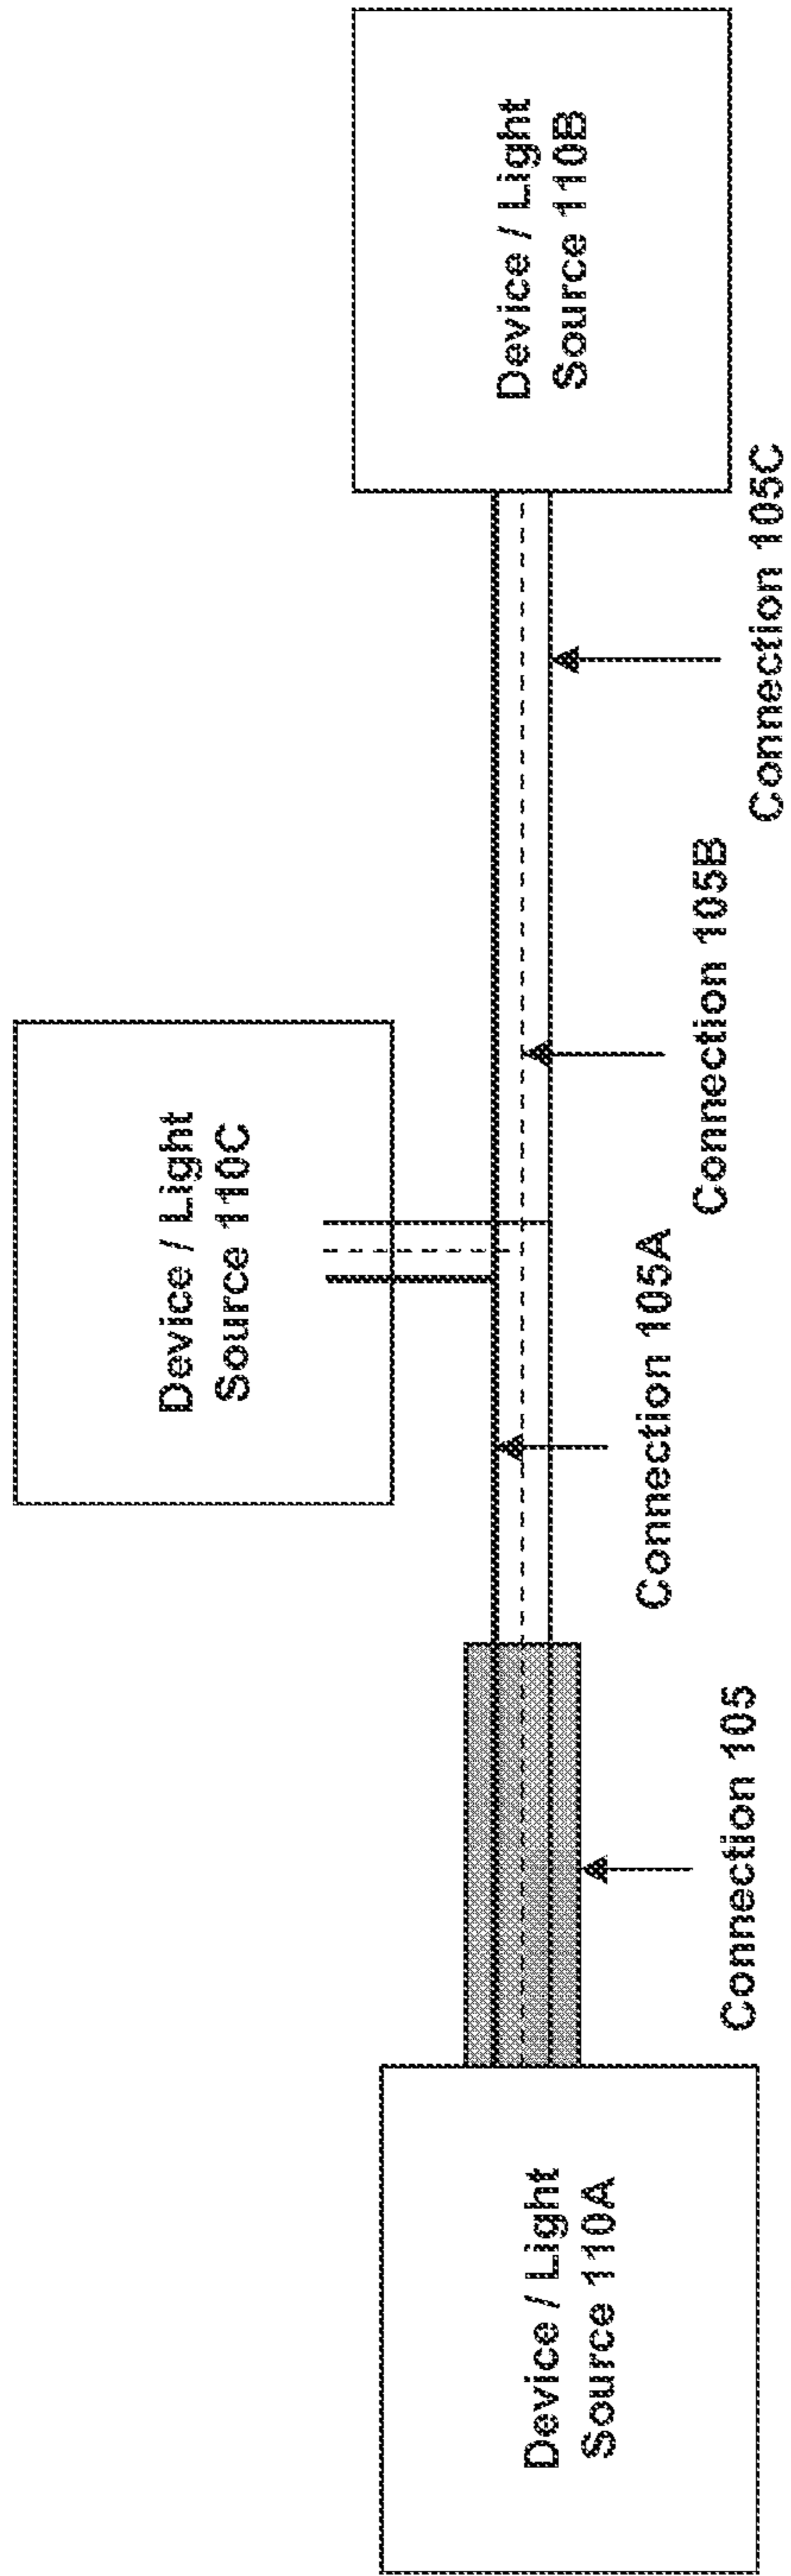 Device / Light
Source 110C
Device / Light
Source 110A
Device / Light
Source 110B
Connection 105A
Connection 105B
Connection 105
Connection 105C